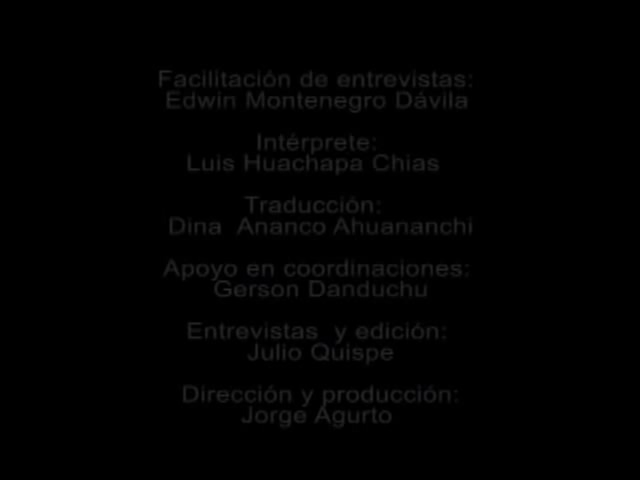 Facilitación de entrevistas:
Edwin Montenegro Dávila
Intérprete:
Luis Huachapa Chias
Traducción:
Dina Ananco Ahuananchi
Apoyo en coordinaciones:
Gerson Danduchu
Entrevistas y edición:
Julio Quispe
Dirección y producción:
Jorge Agurto